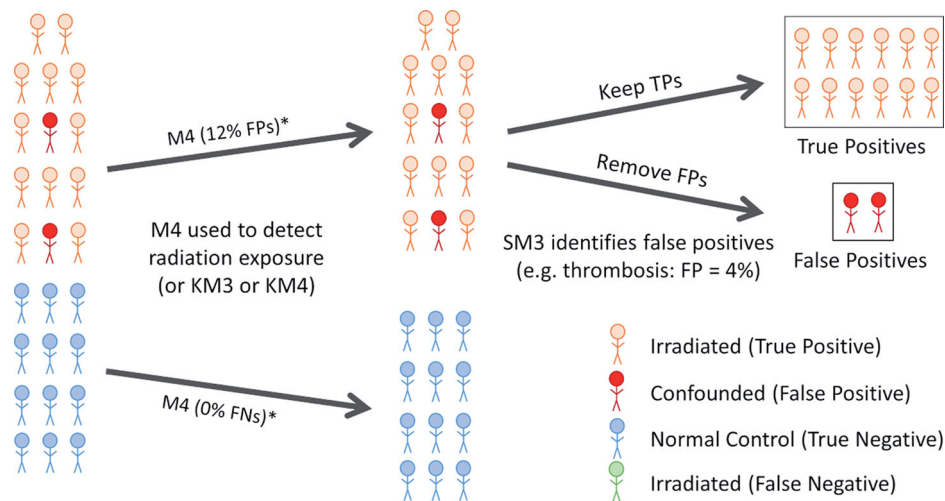 M4 (12% FPs)*
M4 used to detect
radiation exposure
(or KM3 or KM4)
M4 (0% FNs)*
Keep TPs
Remove FPs
SM3 identifies false positives
(e.g. thrombosis: FP = 4%)
True Positives
False Positives
Irradiated (True Positive)
Confounded (False Positive)
Normal Control (True Negative)
Irradiated (False Negative)